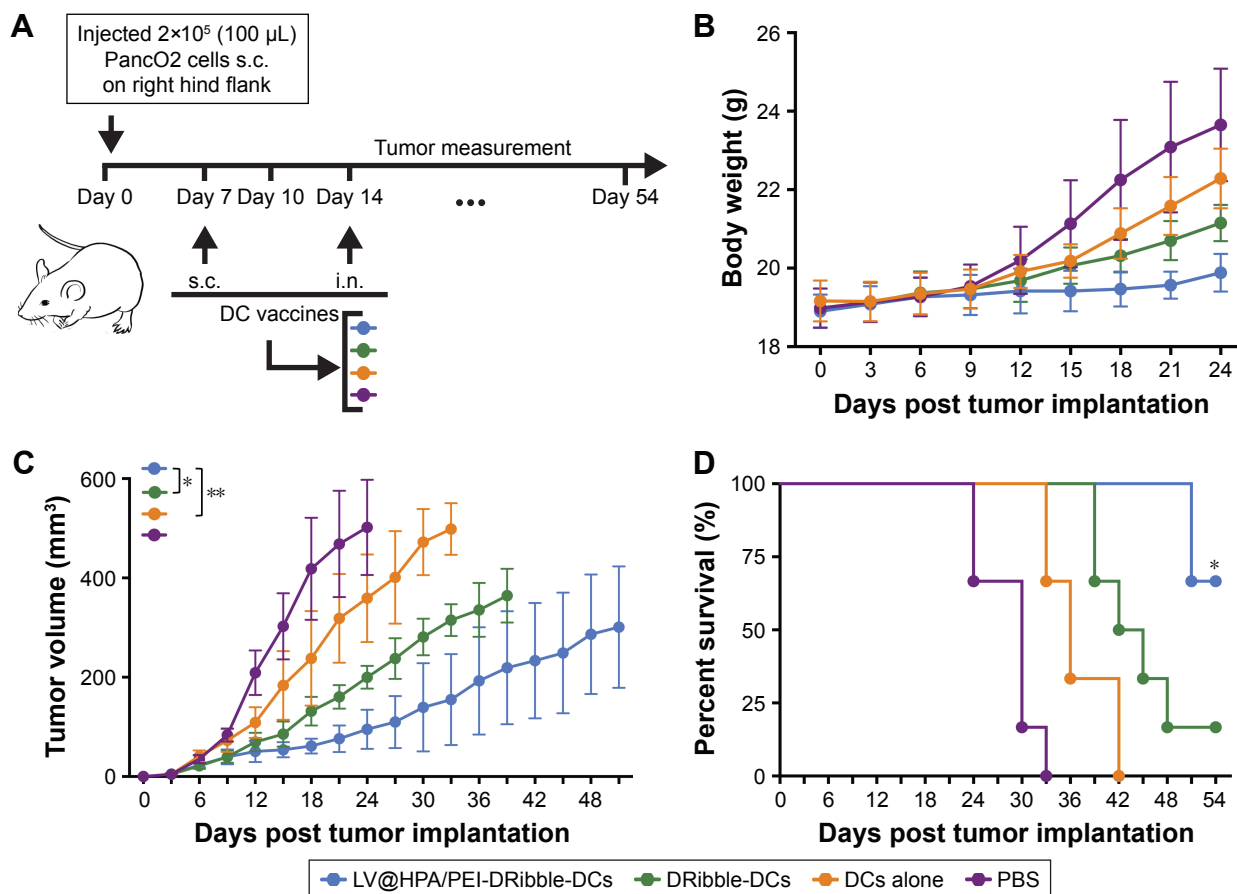 A
Injected 2×10⁵ (100 µL)
PancO2 cells s.c.
on right hind flank
Tumor measurement
Day 0 Day 7 Day 10 Day 14 ... Day 54
s.c. i.n.
DC vaccines
B
Body weight (g)
26
24
22
20
18
0 3 6 9 12 15 18 21 24
Days post tumor implantation
C
*
**
Tumor volume (mm³)
600
400
200
0
0 6 12 18 24 30 36 42 48
Days post tumor implantation
D
Percent survival (%)
100
75
50
25
0
*
0 6 12 18 24 30 36 42 48 54
Days post tumor implantation
LV@HPA/PEI-DRibble-DCs DRibble-DCs DCs alone PBS